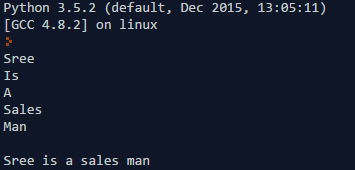 Python 3.5.2 (default, Dec 2015, 13:05:11)
[GCC 4.8.2] on linux
Sree
Is
A
Sales
Man
Sree is a sales man